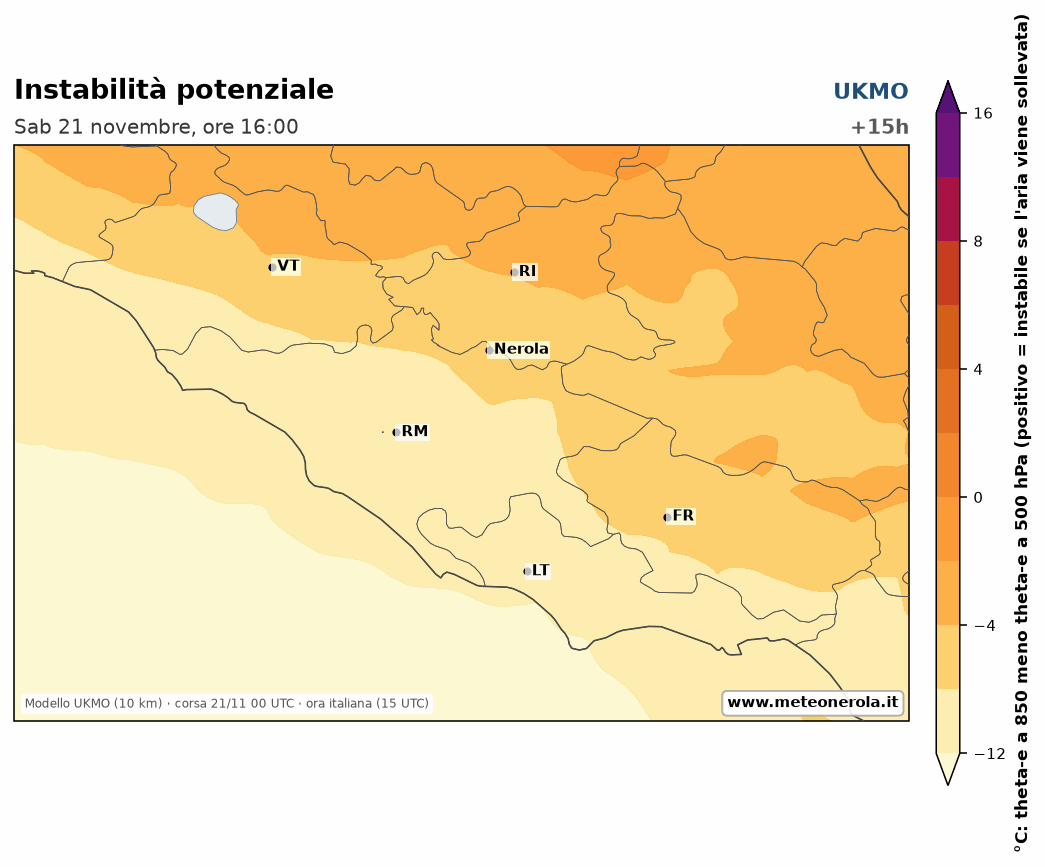 Instabilità potenziale
UKMO
Sab 21 novembre, ore 16:00
+15h
VT
RI
Nerola
RM
FR
LT
Modello UKMO (10 km) · corsa 21/11 00 UTC · ora italiana (15 UTC)
www.meteonerola.it
16
8
4
0
−4
−12
°C: theta-e a 850 meno theta-e a 500 hPa (positivo = instabile se l'aria viene sollevata)